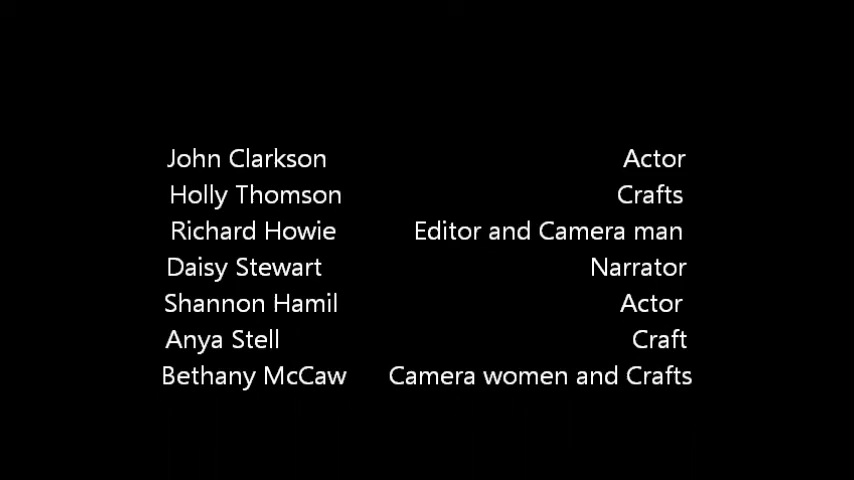 John Clarkson Actor
Holly Thomson Crafts
Richard Howie Editor and Camera man
Daisy Stewart Narrator
Shannon Hamil Actor
Anya Stell Craft
Bethany McCaw Camera women and Crafts